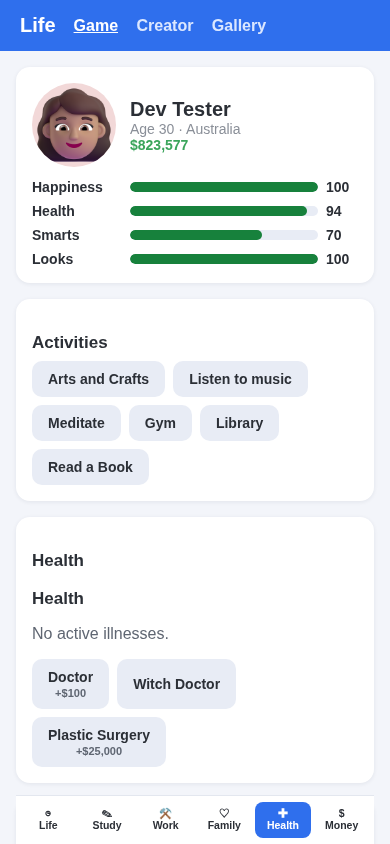 Life Game Creator Gallery
Dev Tester
Age 30 · Australia
$823,577
Happiness 100
Health 94
Smarts 70
Looks 100
Activities
Arts and Crafts Listen to music
Meditate Gym Library
Read a Book
Health
Health
No active illnesses.
Doctor Witch Doctor
+$100
Plastic Surgery
+$25,000
Life Study Work Family Health $ Money